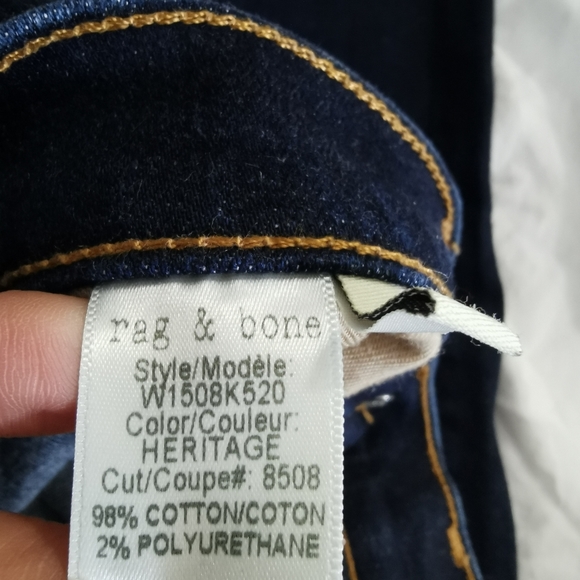 rag & bone
Style/Modèle:
W1508K520
Color/Couleur:
HERITAGE
Cut/Coupe#: 8508
98% COTTON/COTON
2% POLYURETHANE